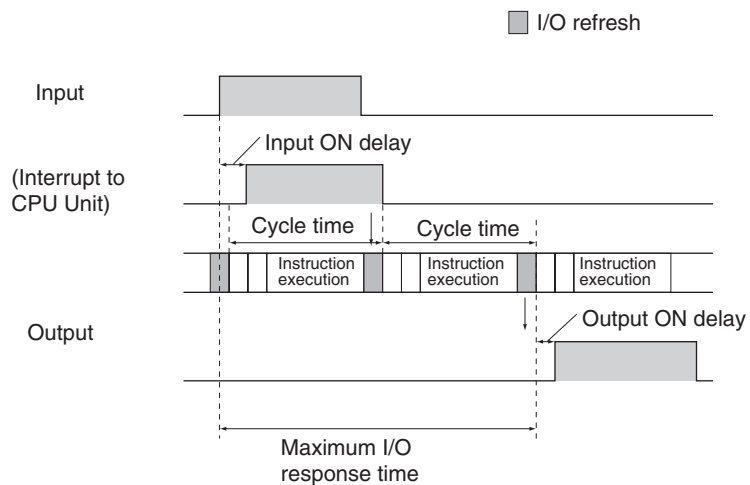 I/O refresh
Input
Input ON delay
(Interrupt to
CPU Unit)
Cycle time
Cycle time
Instruction
execution
Instruction
execution
Instruction
execution
Output
Output ON delay
Maximum I/O
response time